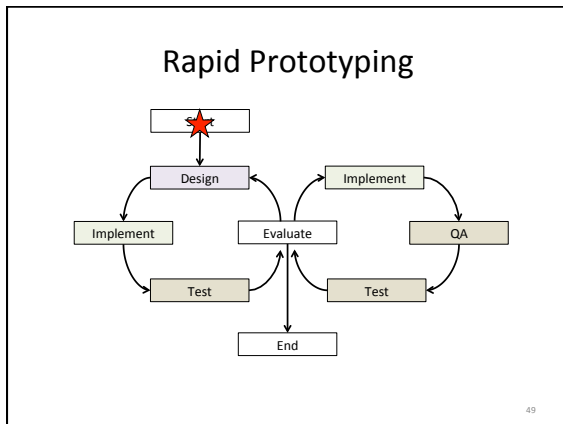 Rapid Prototyping
Design
Implement
Implement
Evaluate
QA
Test
Test
End
49